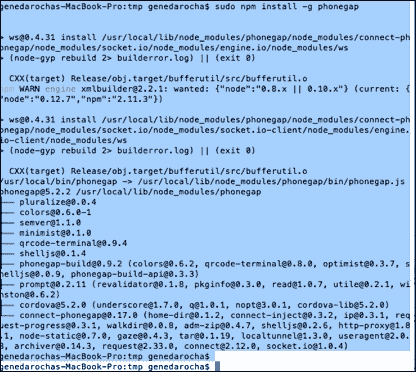 genedarochas-MacBook-Pro:tmp genedarocha$ sudo npm install -g phonegap
> ws@0.4.31 install /usr/local/lib/node_modules/phonegap/node_modules/connect-ph
onegap/node_modules/socket.io/node_modules/engine.io/node_modules/ws
> (node-gyp rebuild 2> builderror.log) || (exit 0)
CXX(target) Release/obj.target/bufferutil/src/bufferutil.o
npm WARN engine xmlbuilder@2.2.1: wanted: {"node":"0.8.x || 0.10.x"} (current: {
"node":"0.12.7","npm":"2.11.3"})
> ws@0.4.31 install /usr/local/lib/node_modules/phonegap/node_modules/connect-ph
onegap/node_modules/socket.io/node_modules/socket.io-client/node_modules/engine.
io-client/node_modules/ws
> (node-gyp rebuild 2> builderror.log) || (exit 0)
CXX(target) Release/obj.target/bufferutil/src/bufferutil.o
/usr/local/bin/phonegap -> /usr/local/lib/node_modules/phonegap/bin/phonegap.js
phonegap@5.2.2 /usr/local/lib/node_modules/phonegap
├── pluralize@0.0.4
├── colors@0.6.0-1
├── semver@1.1.0
├── minimist@0.1.0
├── qrcode-terminal@0.9.4
├── shelljs@0.1.4
├── phonegap-build@0.9.2 (colors@0.6.2, qrcode-terminal@0.8.0, optimist@0.3.7, s
helljs@0.0.9, phonegap-build-api@0.3.3)
├── prompt@0.2.11 (revalidator@0.1.8, pkginfo@0.3.0, read@1.0.7, utile@0.2.1, wi
nston@0.6.2)
├── cordova@5.2.0 (underscore@1.7.0, q@1.0.1, nopt@3.0.1, cordova-lib@5.2.0)
└── connect-phonegap@0.17.0 (home-dir@0.1.2, connect-inject@0.3.2, ip@0.3.1, req
uest-progress@0.3.1, walkdir@0.0.8, adm-zip@0.4.7, shelljs@0.2.6, http-proxy@1.8
.1, node-static@0.7.0, gaze@0.4.3, tar@0.1.19, localtunnel@1.3.0, useragent@2.0.
8, archiver@0.14.3, request@2.33.0, connect@2.12.0, socket.io@1.0.4)
genedarochas-MacBook-Pro:tmp genedarocha$
genedarochas-MacBook-Pro:tmp genedarocha$